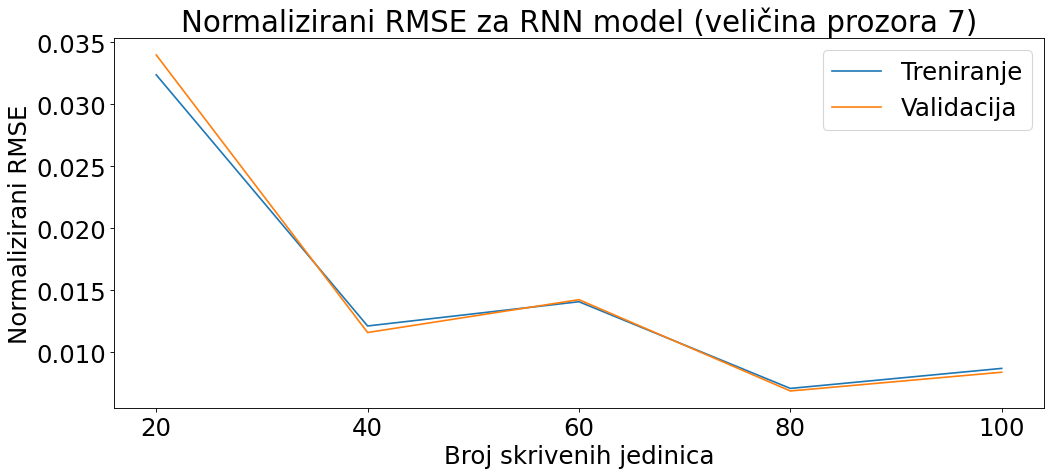 Normalizirani RMSE za RNN model (veličina prozora 7)
Treniranje
Validacija
Normalizirani RMSE
0.035
0.030
0.025
0.020
0.015
0.010
20 40 60 80 100
Broj skrivenih jedinica